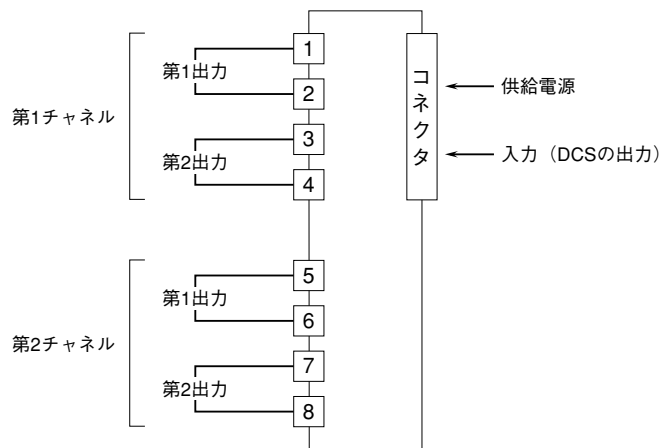 第1チャネル
第1出力
1
2
第2出力
3
4
コネクタ
供給電源
入力（DCSの出力）
第2チャネル
第1出力
5
6
第2出力
7
8